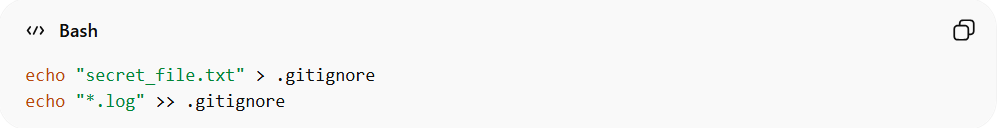 Bash
echo "secret_file.txt" > .gitignore
echo "*.log" >> .gitignore